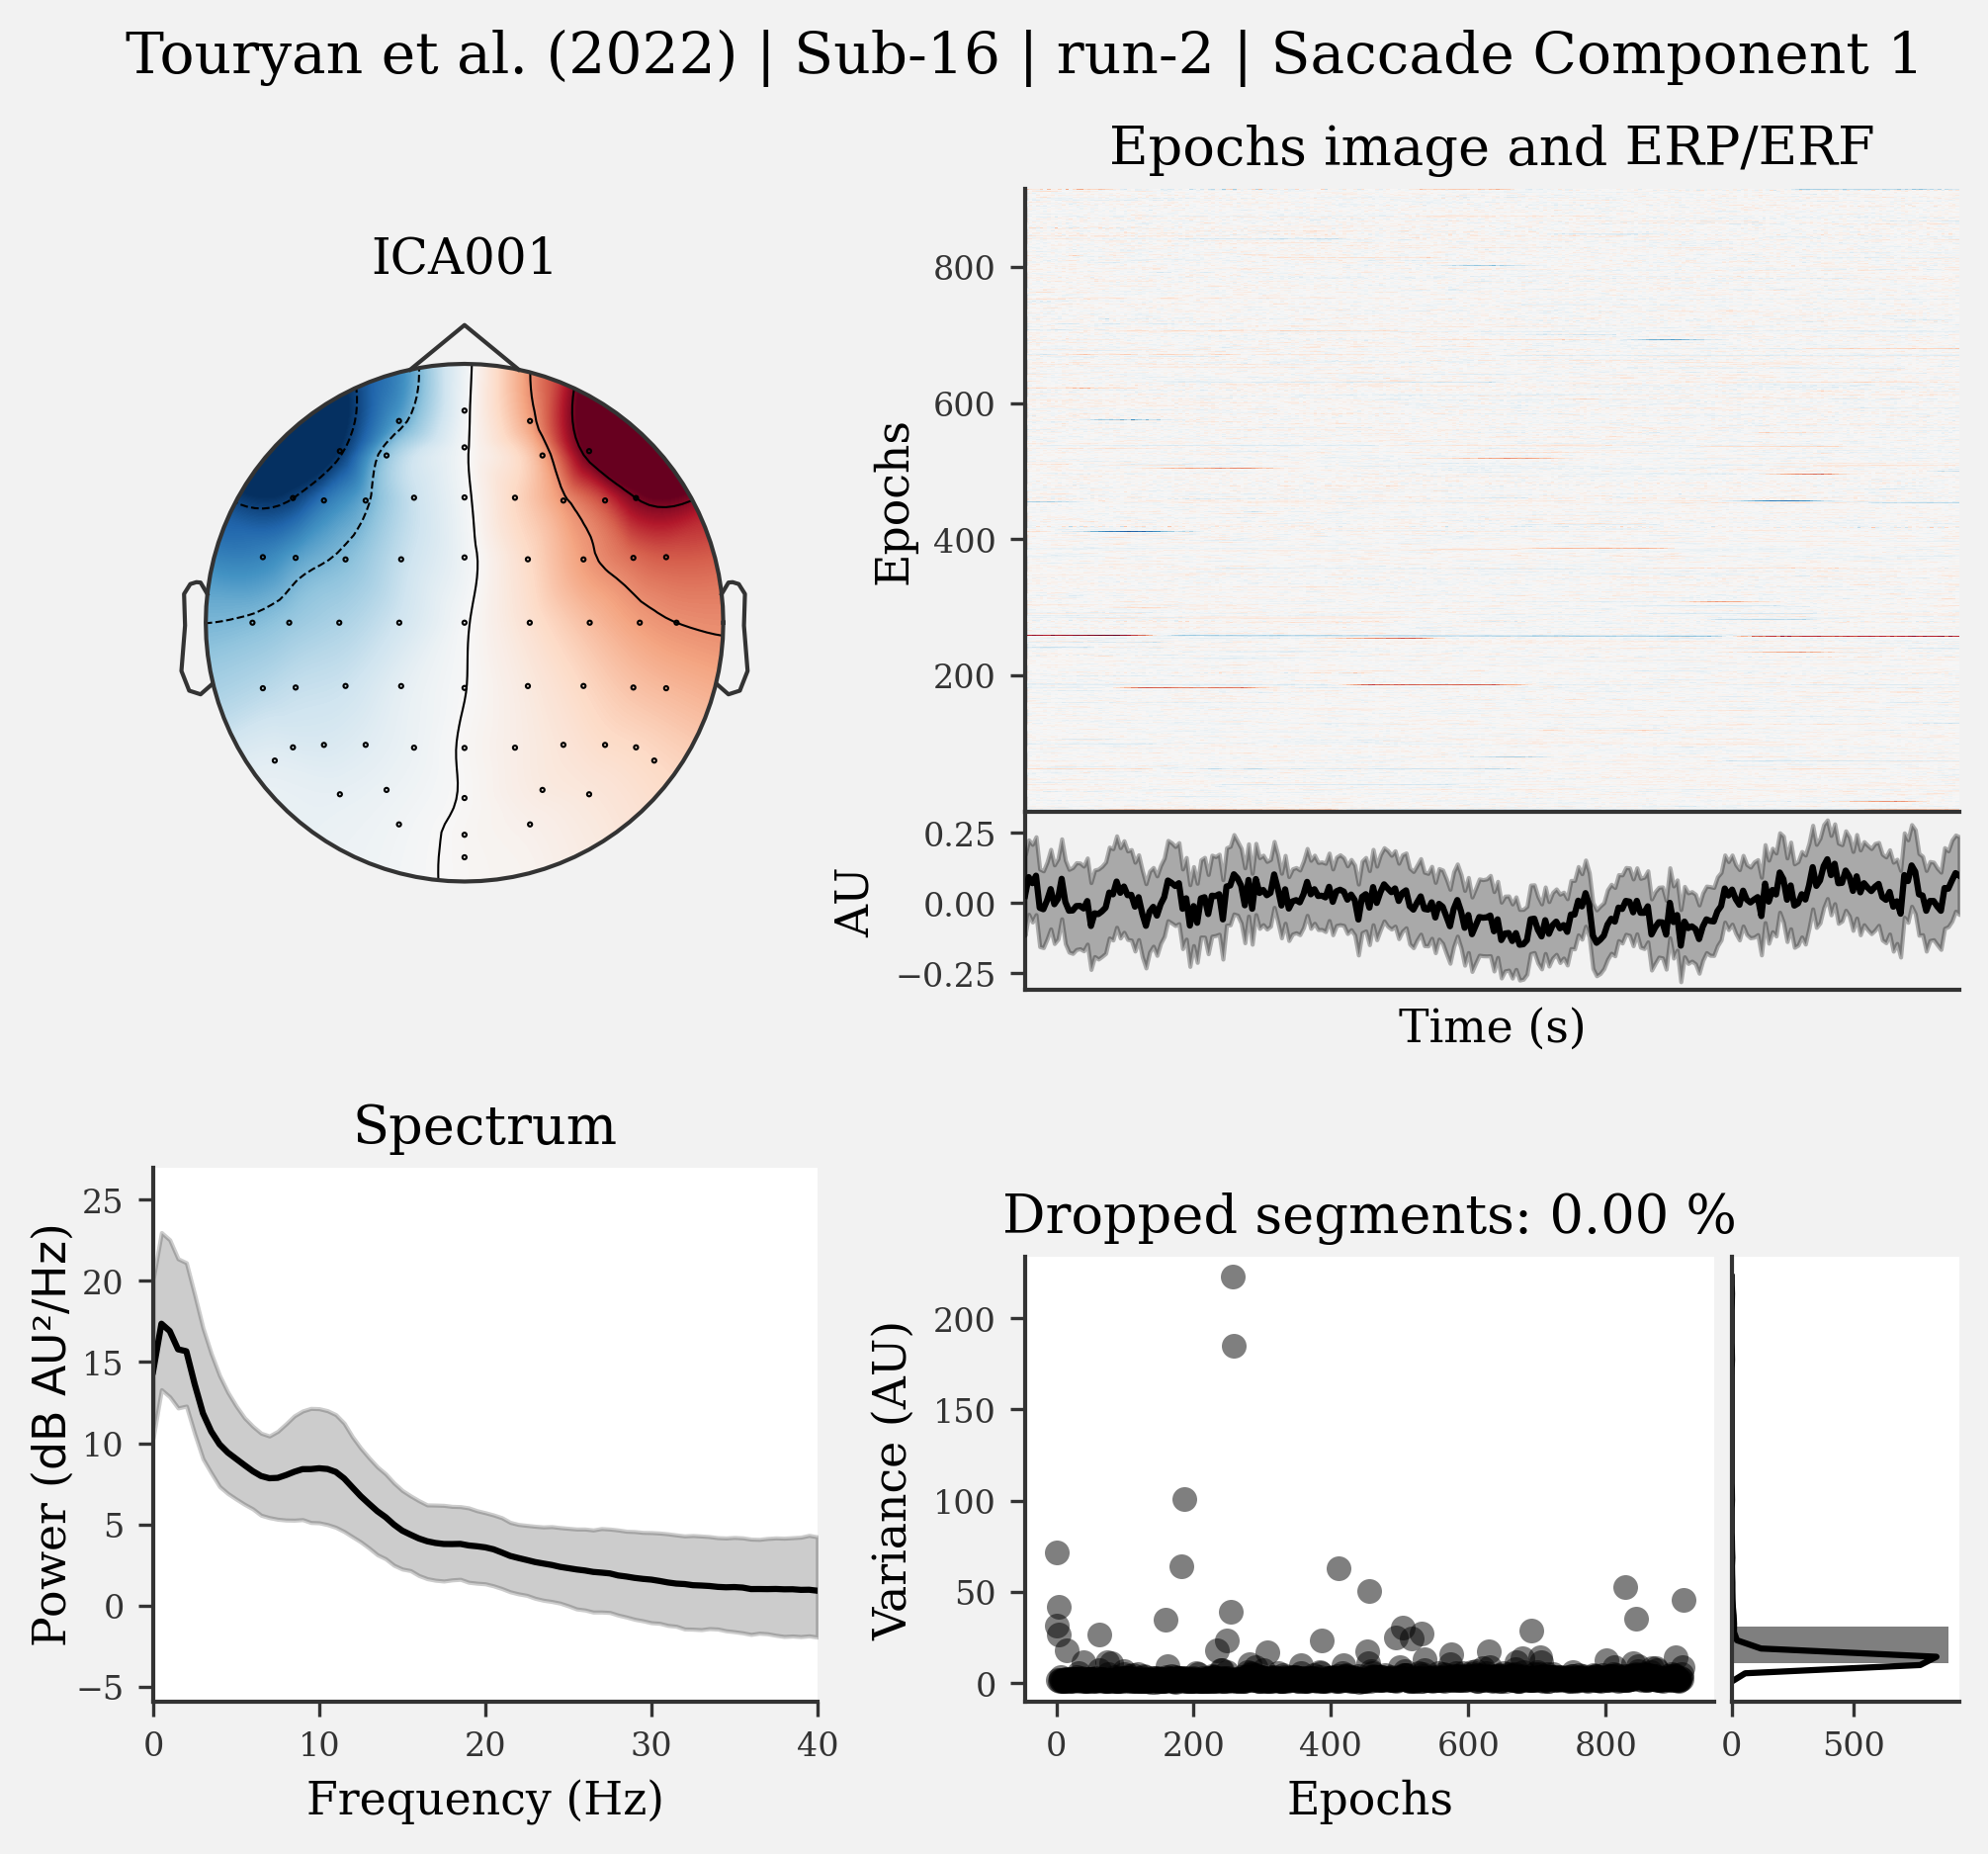 Touryan et al. (2022) | Sub-16 | run-2 | Saccade Component 1
ICA001
Epochs image and ERP/ERF
Epochs
800
600
400
200
AU
0.25
0.00
−0.25
Time (s)
Spectrum
Power (dB AU²/Hz)
25
20
15
10
5
0
−5
0 10 20 30 40
Frequency (Hz)
Dropped segments: 0.00 %
Variance (AU)
200
150
100
50
0
0 200 400 600 800
0 500
Epochs